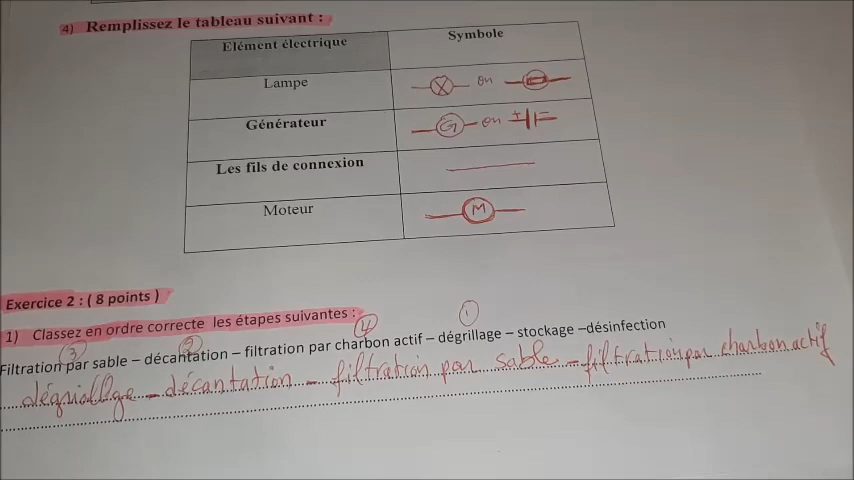 4) Remplissez le tableau suivant :
Elément électrique Symbole
Lampe X ou
Générateur G ou + -
Les fils de connexion
Moteur M
Exercice 2 : ( 8 points )
1) Classez en ordre correcte les étapes suivantes :
3 2 4 1
Filtration par sable – décantation – filtration par charbon actif – dégrillage – stockage –désinfection
dégrillage – décantation – filtration par sable – filtration par charbon actif